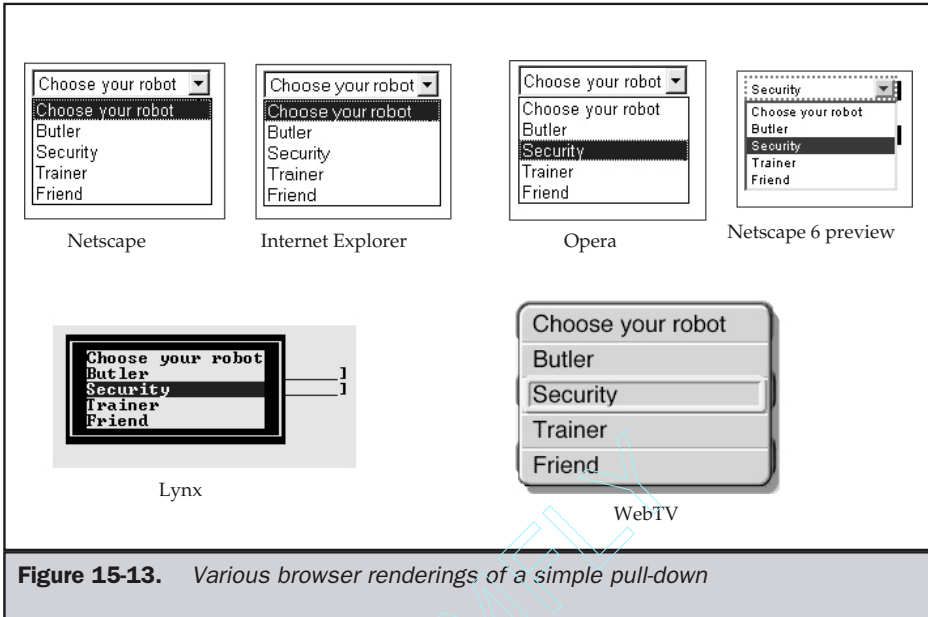 Choose your robot
Choose your robot
Butler
Security
Trainer
Friend
Netscape
Choose your robot
Choose your robot
Butler
Security
Trainer
Friend
Internet Explorer
Choose your robot
Choose your robot
Butler
Security
Trainer
Friend
Opera
Security
Choose your robot
Butler
Security
Trainer
Friend
Netscape 6 preview
Choose your robot
Butler
Security
Trainer
Friend
]
]
Lynx
Choose your robot
Butler
Security
Trainer
Friend
WebTV
Figure 15-13. Various browser renderings of a simple pull-down